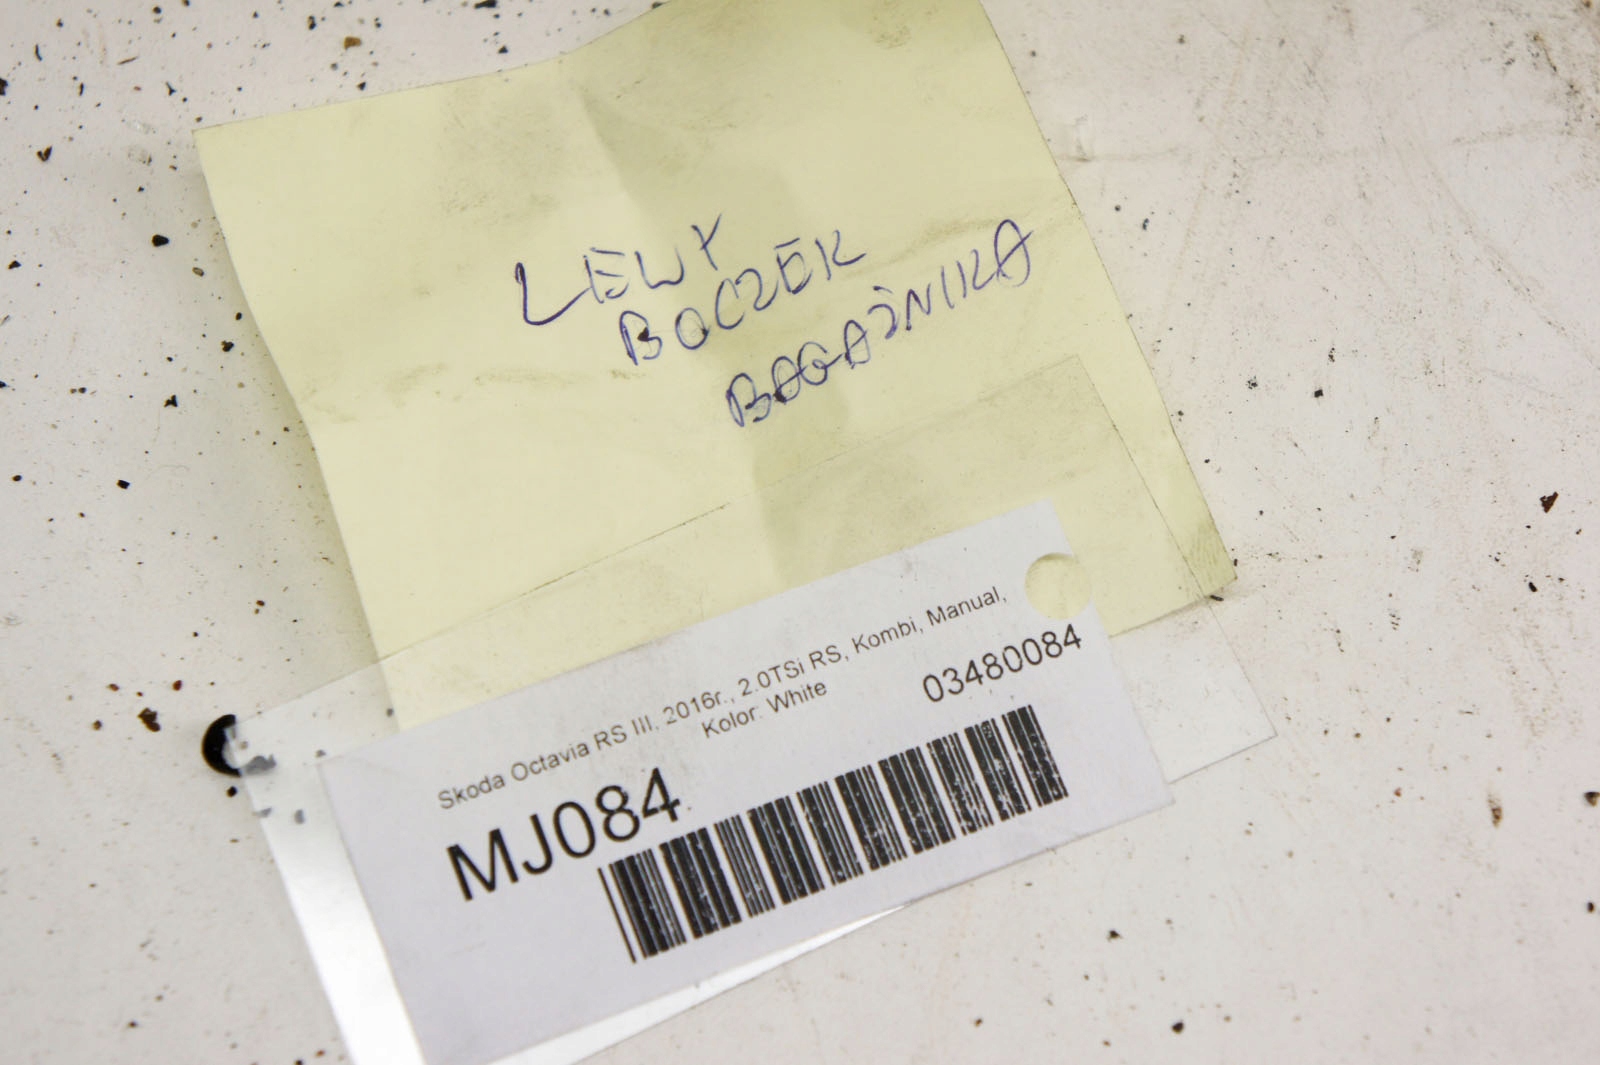 LEWY
BOCZEK
BAGAŻNIKA
Skoda Octavia RS III, 2016r., 2.0TSi RS, Kombi, Manual,
Kolor: White
03480084
MJ084